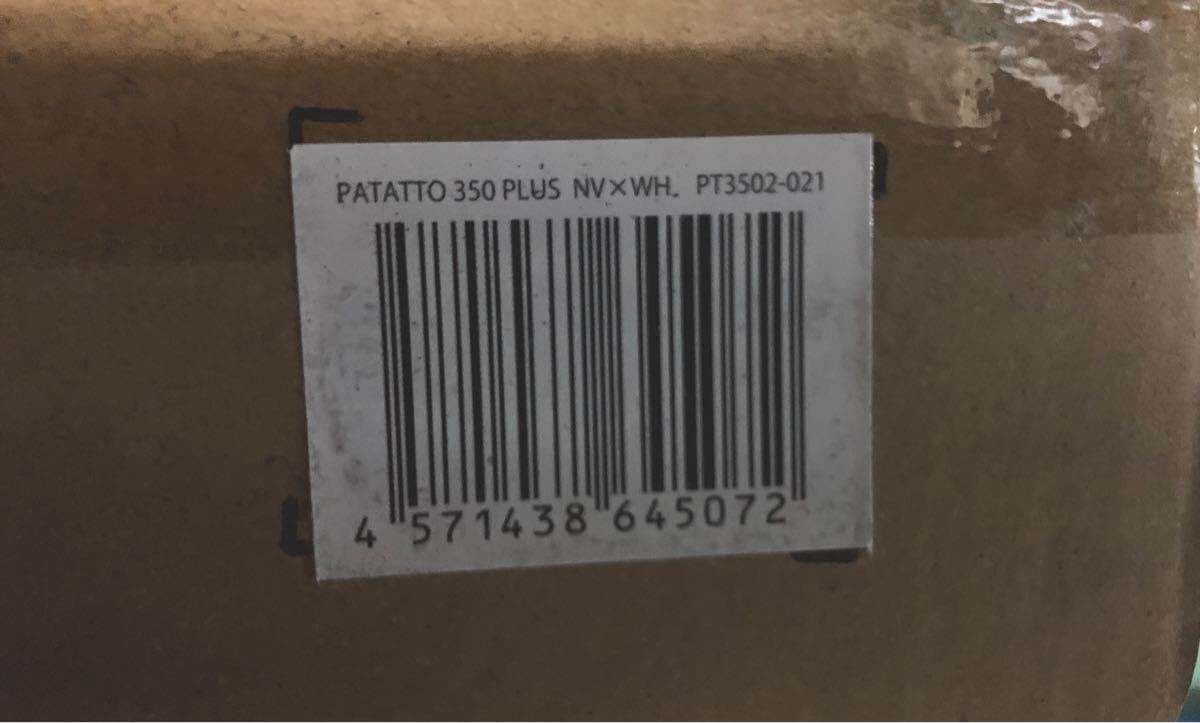 PATATTO 350 PLUS NV×WH. PT3502-021
4 571438 645072